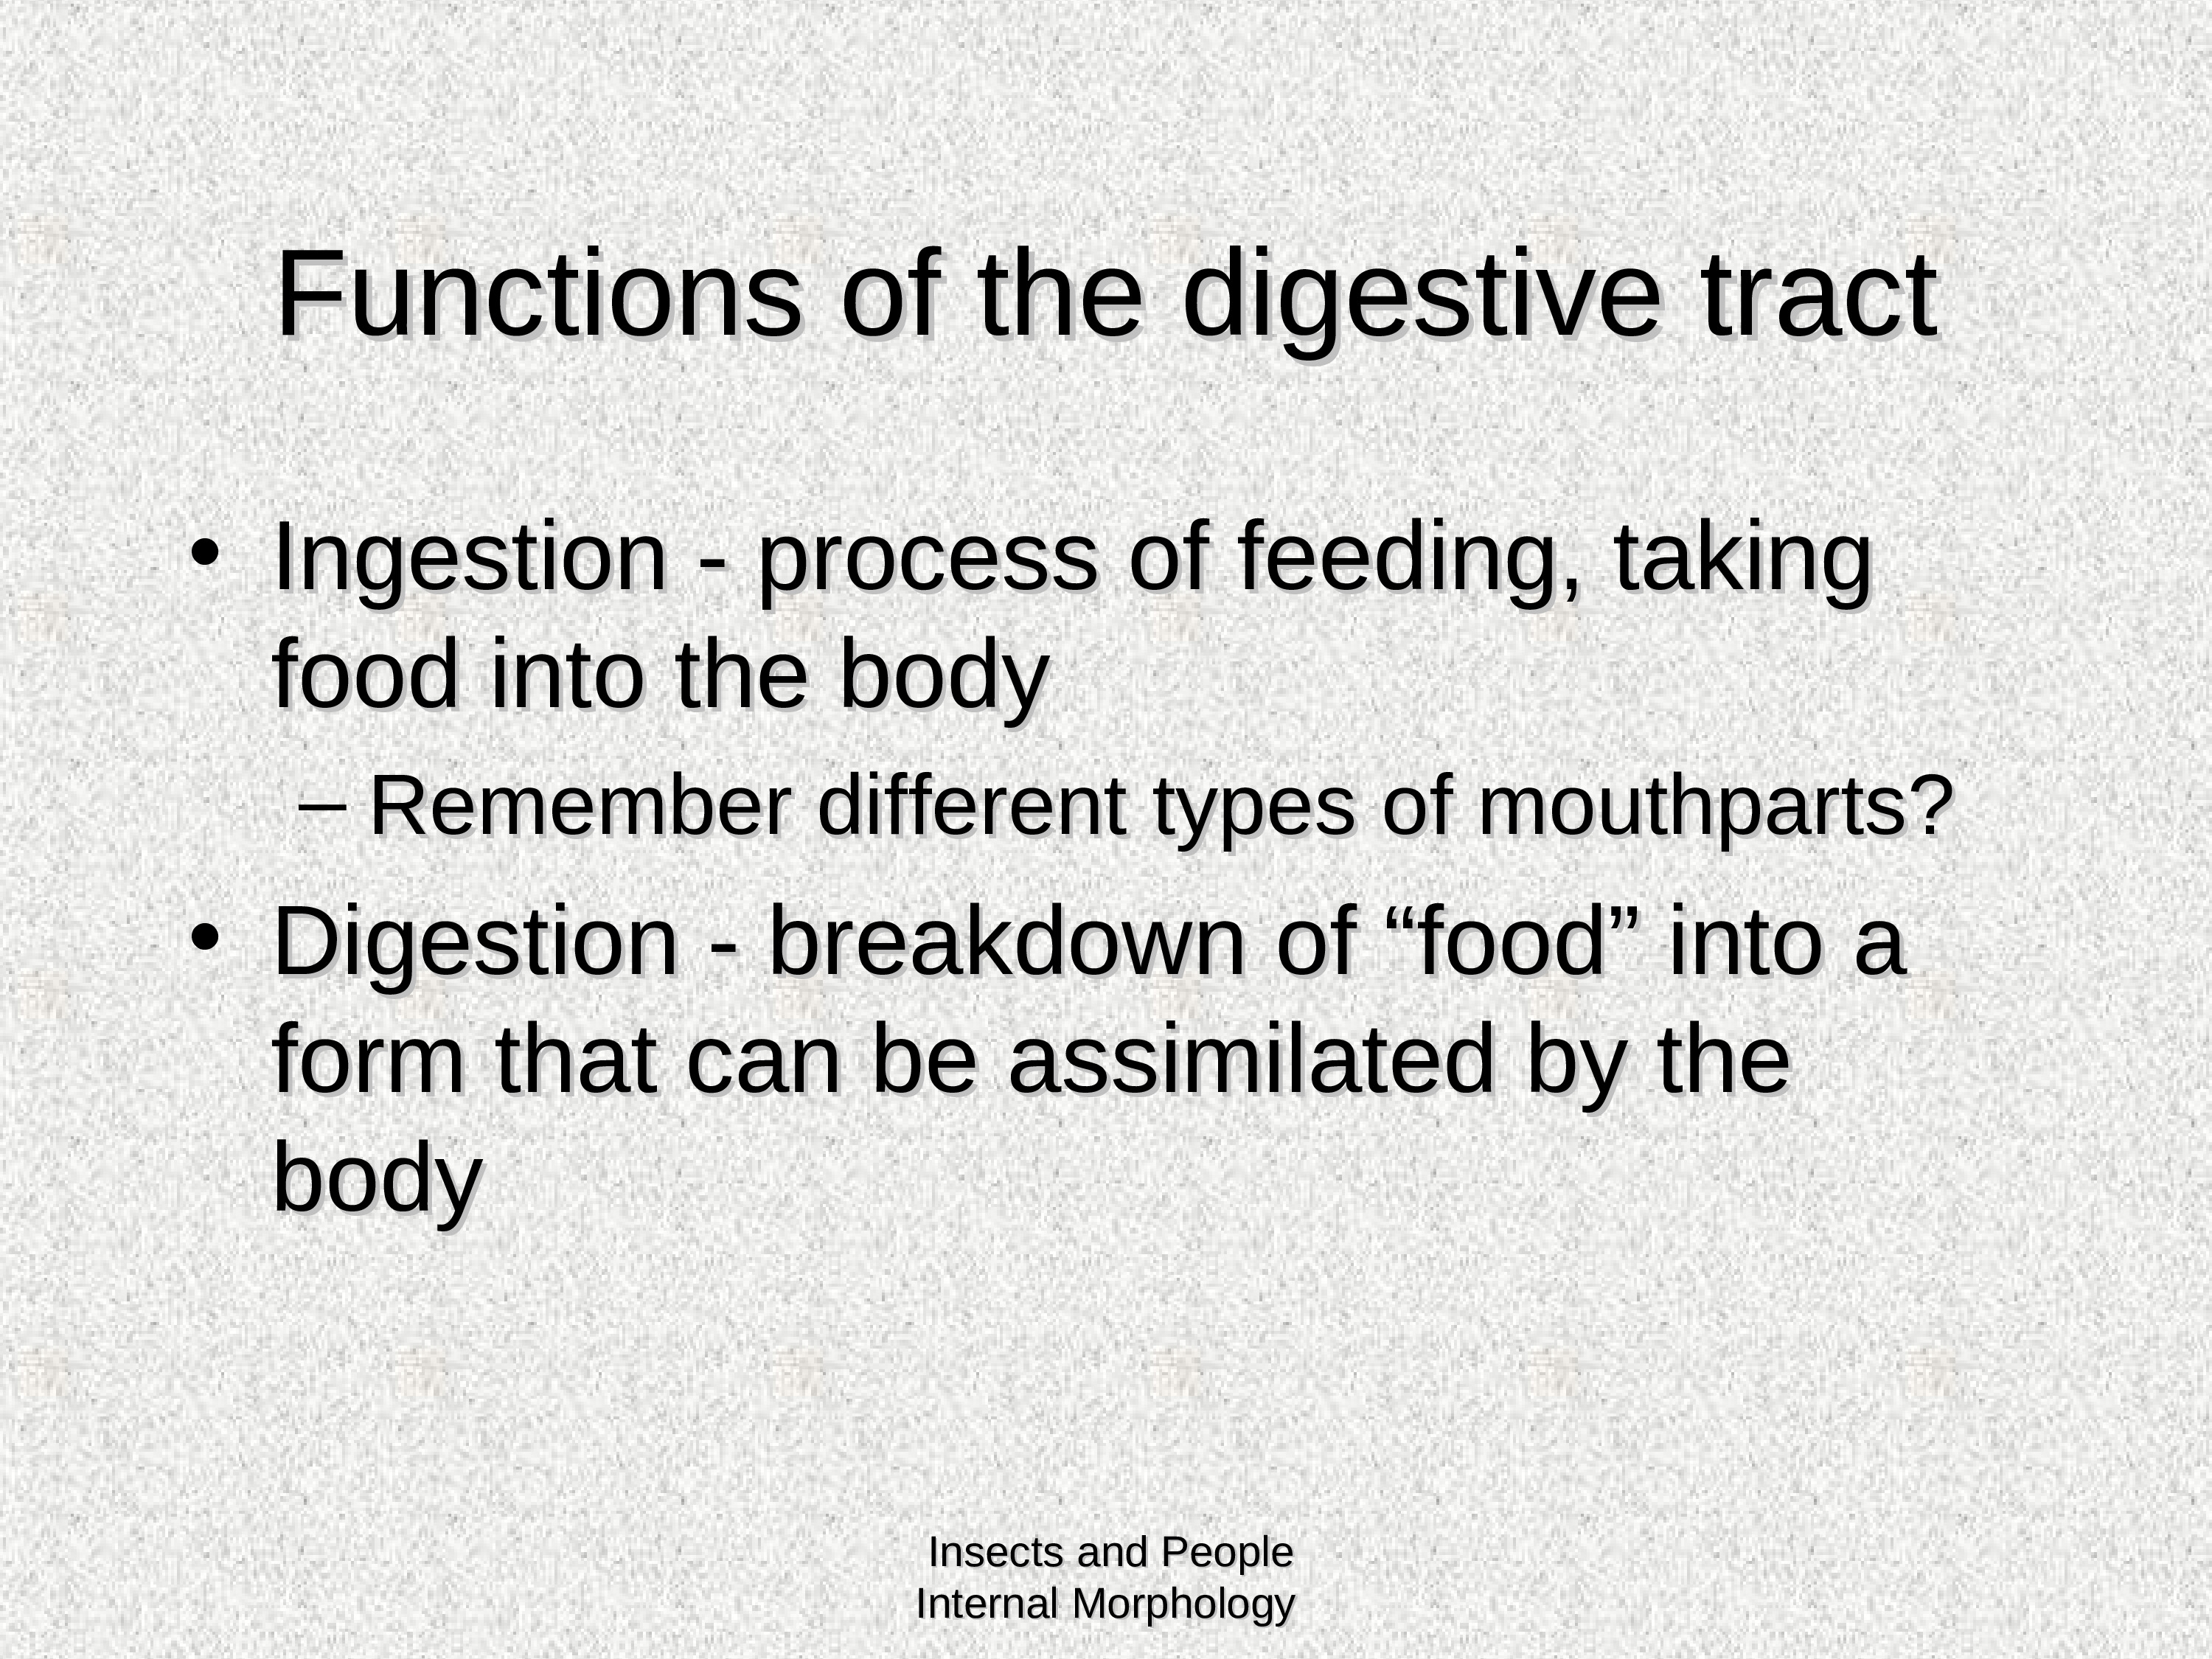 Functions of the digestive tract
• Ingestion - process of feeding, taking
food into the body
– Remember different types of mouthparts?
• Digestion - breakdown of “food” into a
form that can be assimilated by the
body
Insects and People
Internal Morphology